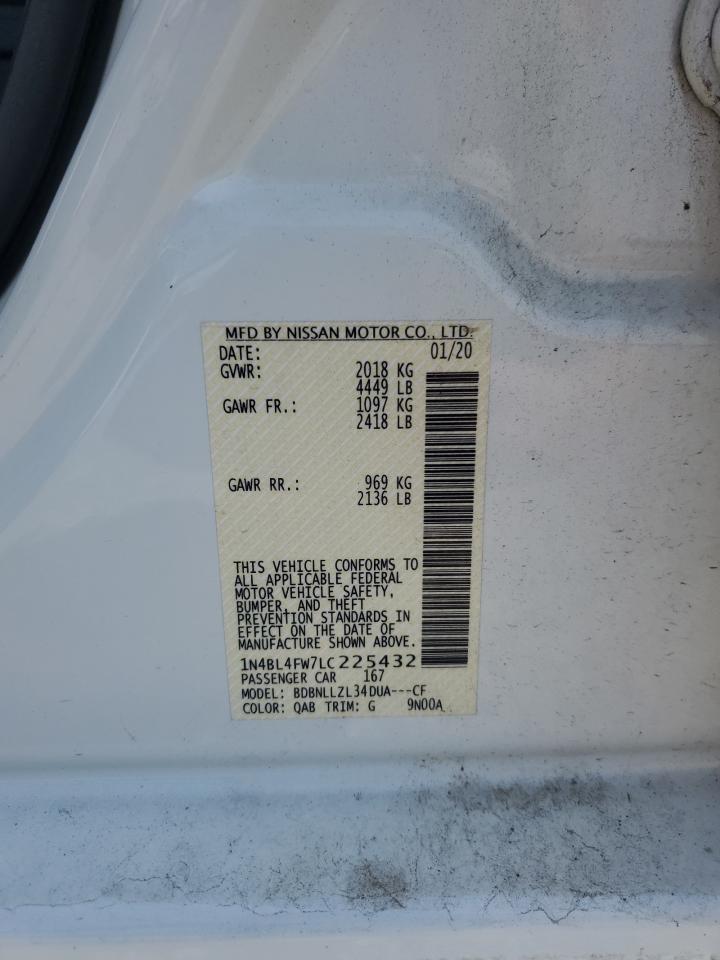 MFD BY NISSAN MOTOR CO., LTD.
DATE: 01/20
GVWR: 2018 KG
4449 LB
GAWR FR.: 1097 KG
2418 LB
GAWR RR.: 969 KG
2136 LB
THIS VEHICLE CONFORMS TO
ALL APPLICABLE FEDERAL
MOTOR VEHICLE SAFETY,
BUMPER, AND THEFT
PREVENTION STANDARDS IN
EFFECT ON THE DATE OF
MANUFACTURE SHOWN ABOVE.
1N4BL4FW7LC225432
PASSENGER CAR 167
MODEL: BDBNLLZL34DUA---CF
COLOR: QAB TRIM: G 9N00A